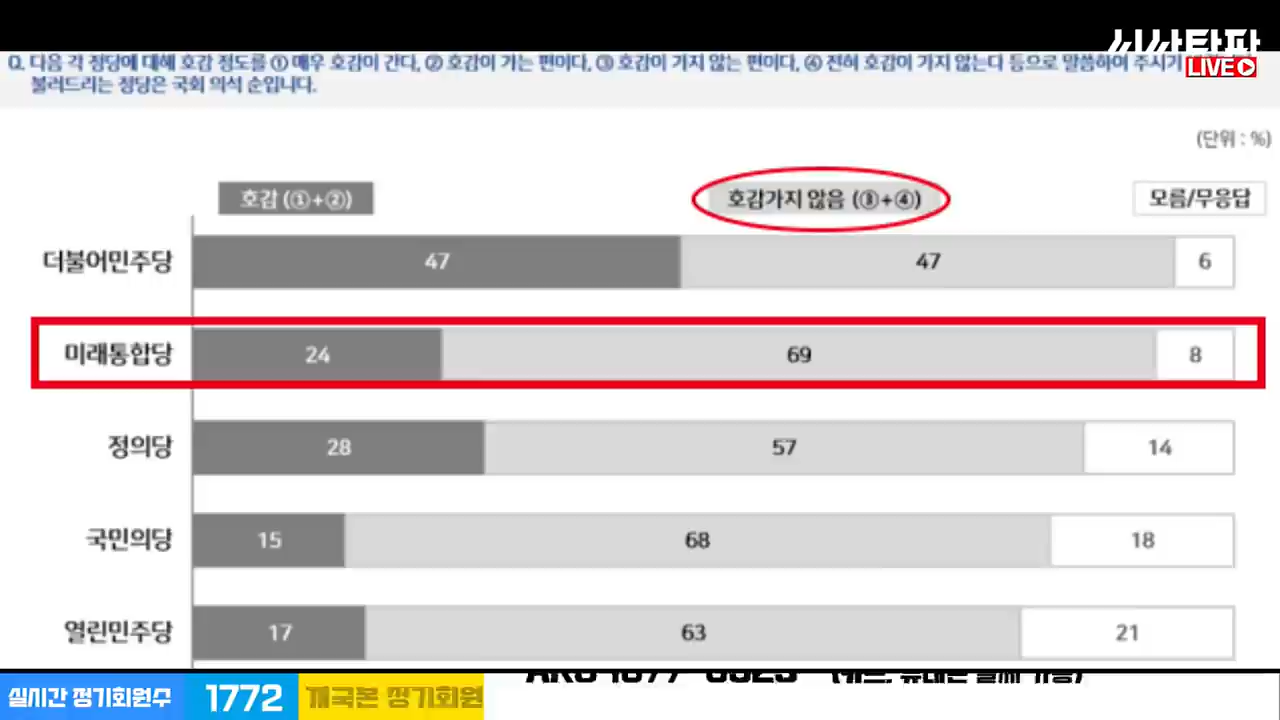 시사타파
LIVE
Q. 다음 각 정당에 대해 호감 정도를 ① 매우 호감이 간다, ② 호감이 가는 편이다, ③ 호감이 가지 않는 편이다, ④ 전혀 호감이 가지 않는다 등으로 말씀하여 주시기
불러드리는 정당은 국회 의석 순입니다.
(단위 : %)
호감 (①+②)
호감가지 않음 (③+④)
모름/무응답
더불어민주당 47 47 6
미래통합당 24 69 8
정의당 28 57 14
국민의당 15 68 18
열린민주당 17 63 21
실시간 정기회원수 1772 개국본 정기회원